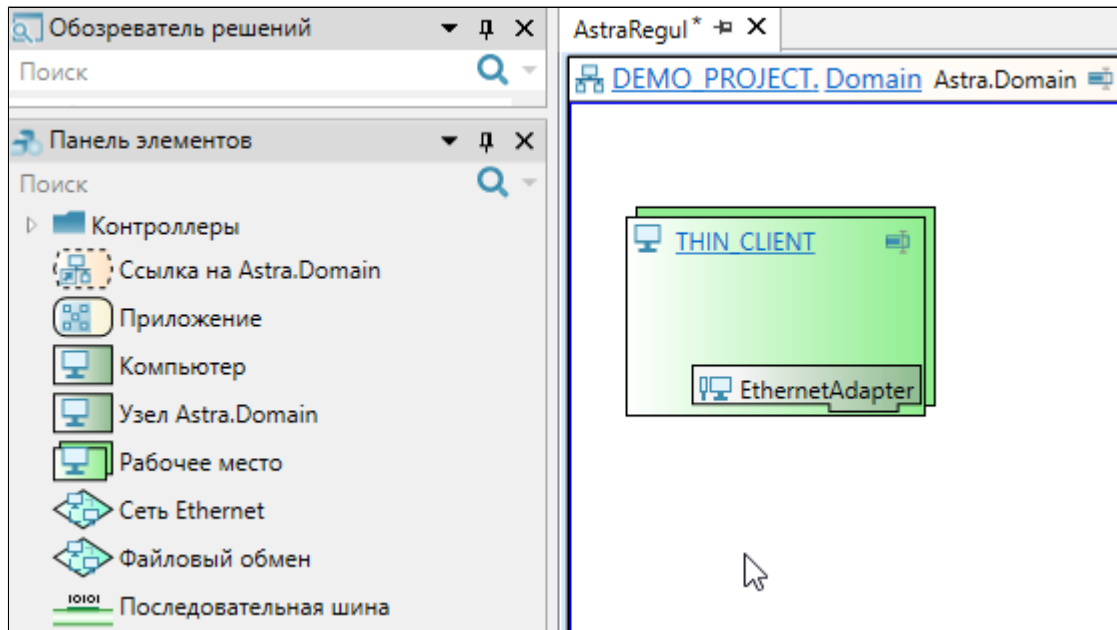 Обозреватель решений
Поиск
Панель элементов
Поиск
Контроллеры
Ссылка на Astra.Domain
Приложение
Компьютер
Узел Astra.Domain
Рабочее место
Сеть Ethernet
Файловый обмен
Последовательная шина
AstraRegul*
DEMO_PROJECT. Domain Astra.Domain
THIN_CLIENT
EthernetAdapter